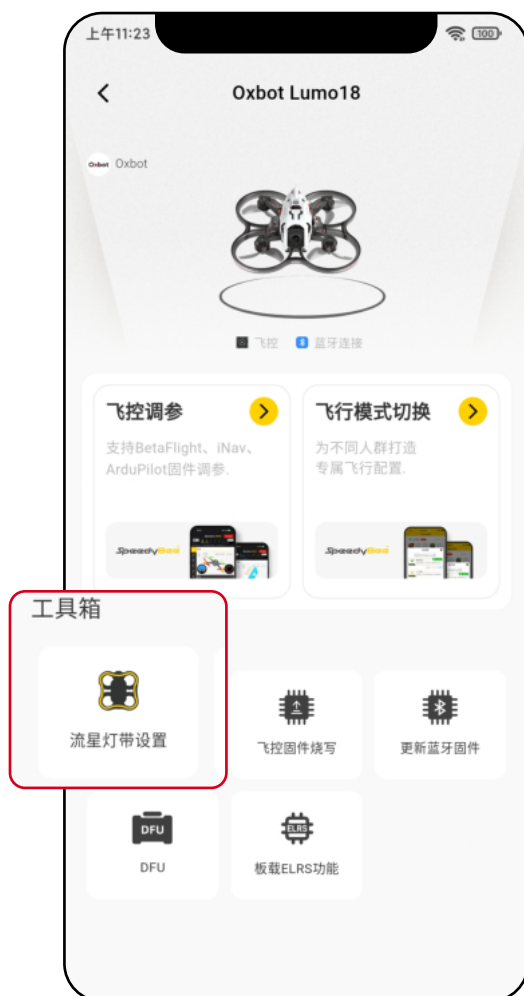 上午11:23
100
Oxbot Lumo18
Oxbot Oxbot
飞控 蓝牙连接
飞控调参
支持BetaFlight、iNav、
ArduPilot固件调参.
SpeedyBee
飞行模式切换
为不同人群打造
专属飞行配置.
SpeedyBee
工具箱
流星灯带设置
飞控固件烧写
更新蓝牙固件
DFU
DFU
ELRS
板载ELRS功能